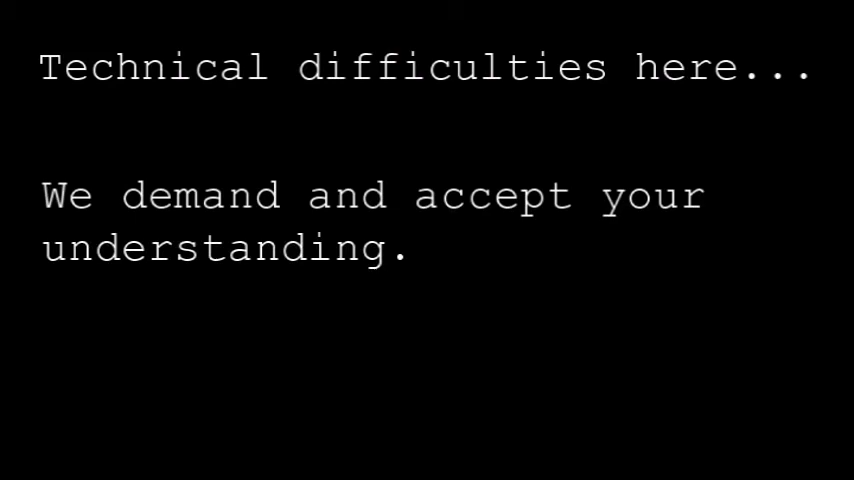 Technical difficulties here...
We demand and accept your
understanding.